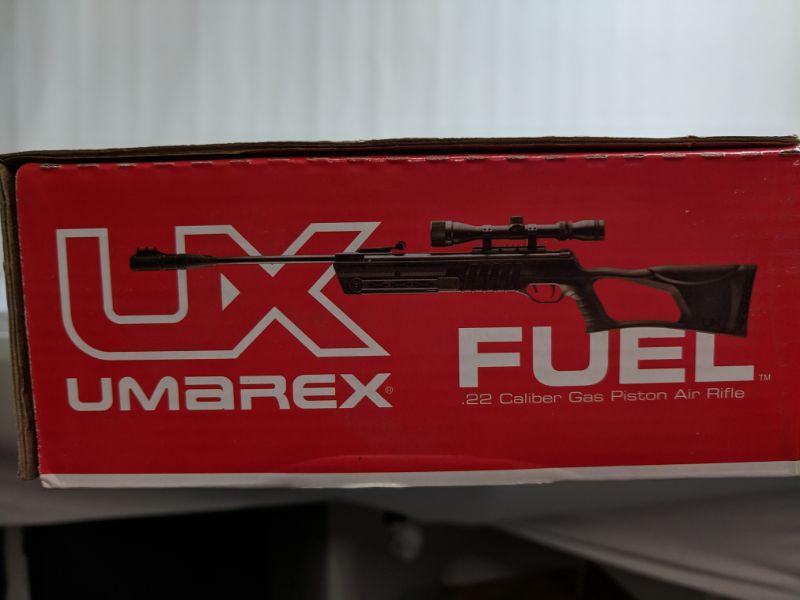 UX
UMAREX®
FUEL™
.22 Caliber Gas Piston Air Rifle